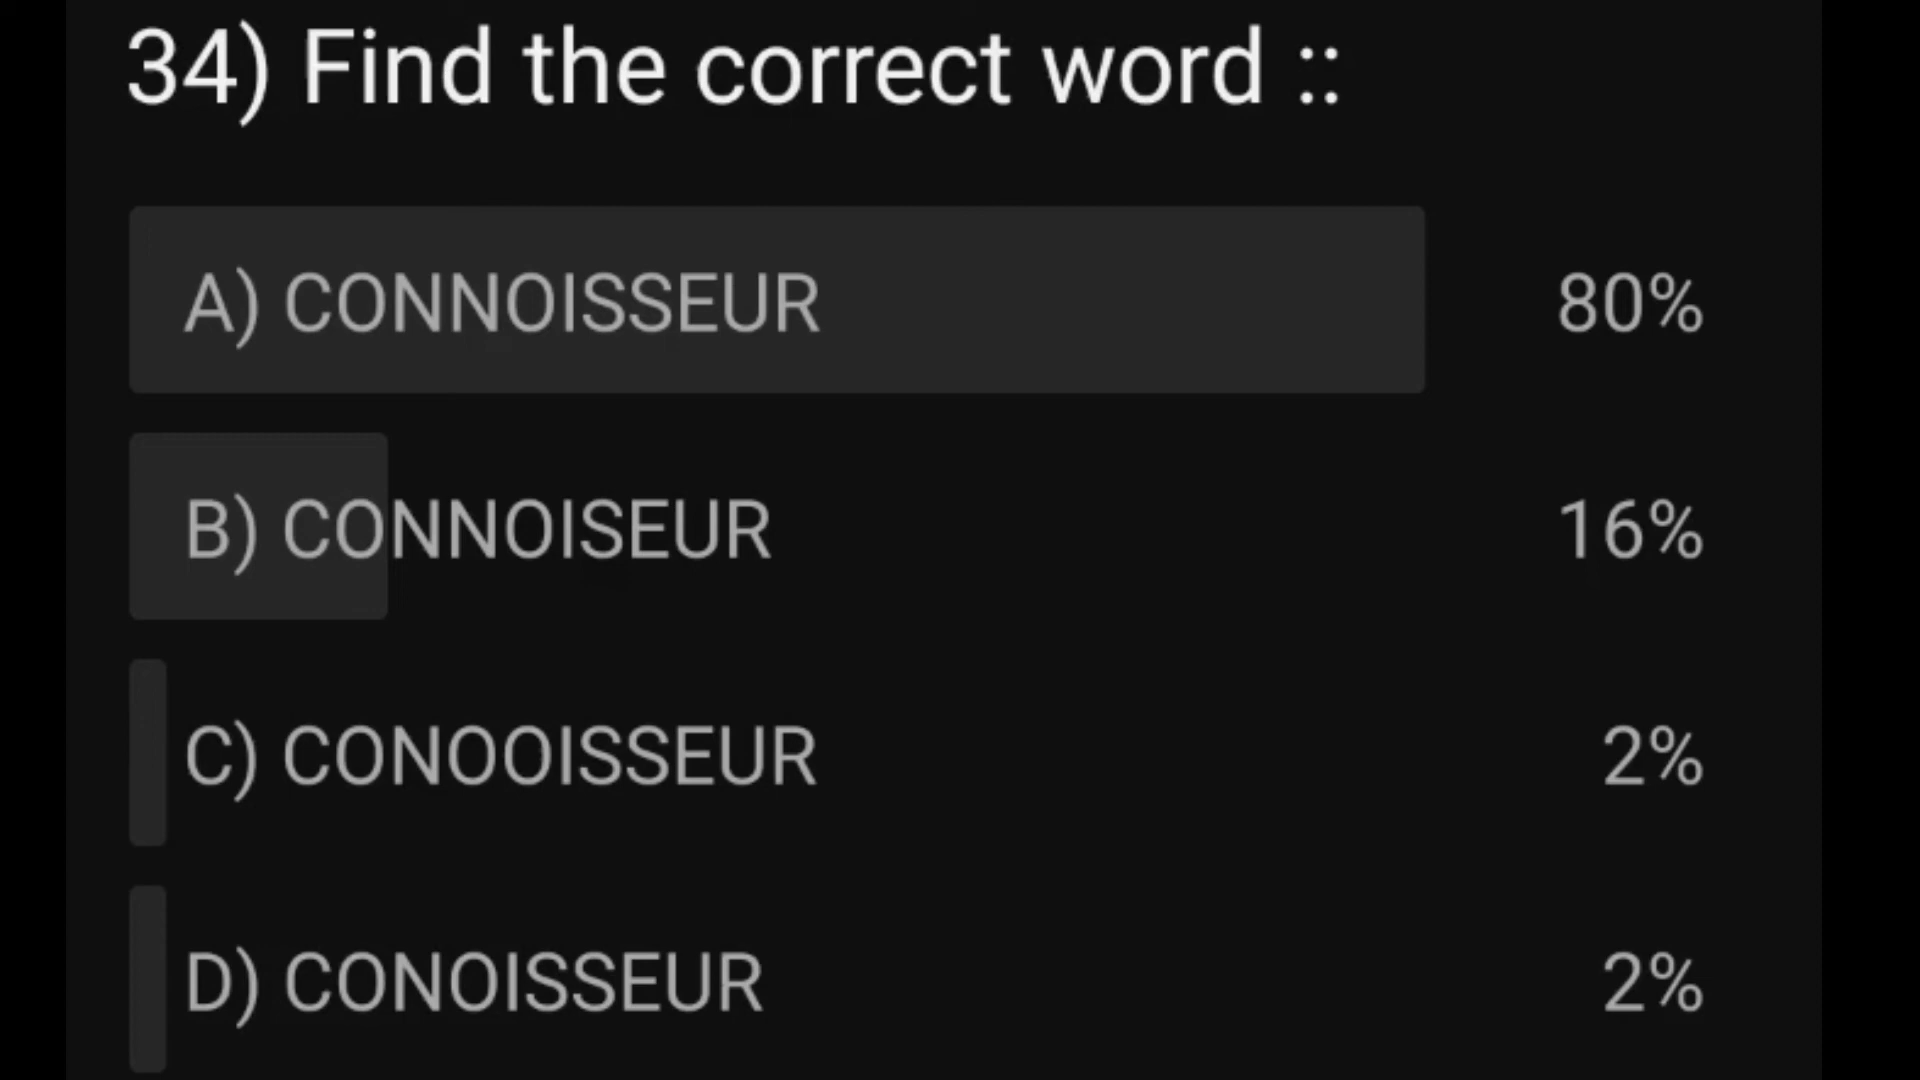 34) Find the correct word ::
A) CONNOISSEUR 80%
B) CONNOISEUR 16%
C) CONOOISSEUR 2%
D) CONOISSEUR 2%